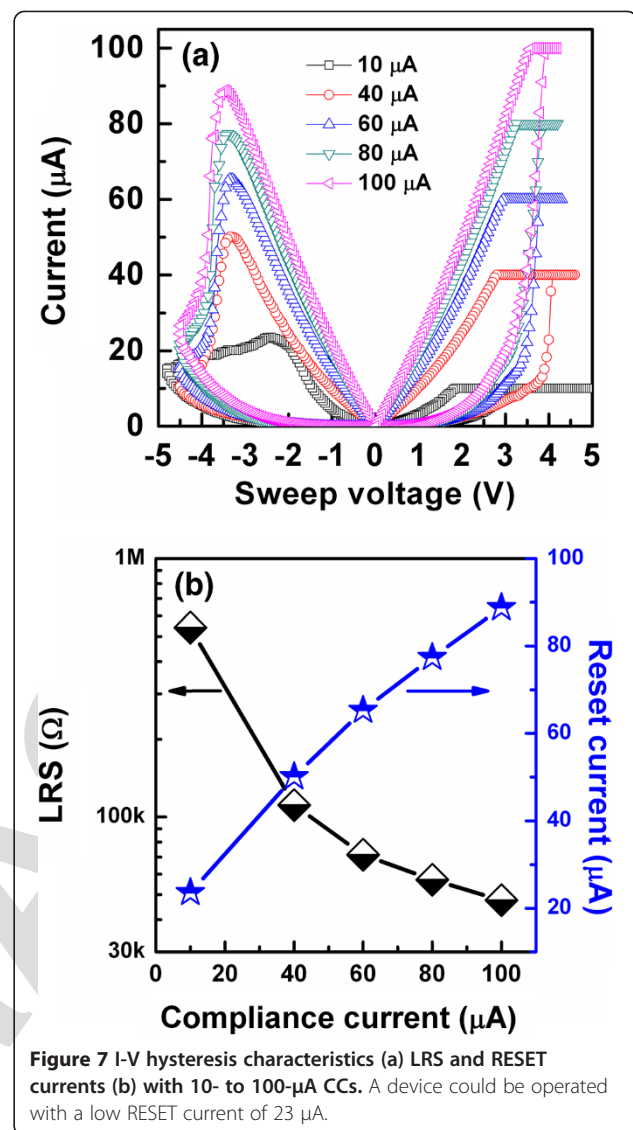 (a)
10 μA
40 μA
60 μA
80 μA
100 μA
Current (μA)
100
80
60
40
20
0
-5 -4 -3 -2 -1 0 1 2 3 4 5
Sweep voltage (V)
(b)
LRS (Ω)
1M
100k
30k
Reset current (μA)
100
80
60
40
20
0 20 40 60 80 100
Compliance current (μA)
Figure 7 I-V hysteresis characteristics (a) LRS and RESET
currents (b) with 10- to 100-μA CCs. A device could be operated
with a low RESET current of 23 μA.